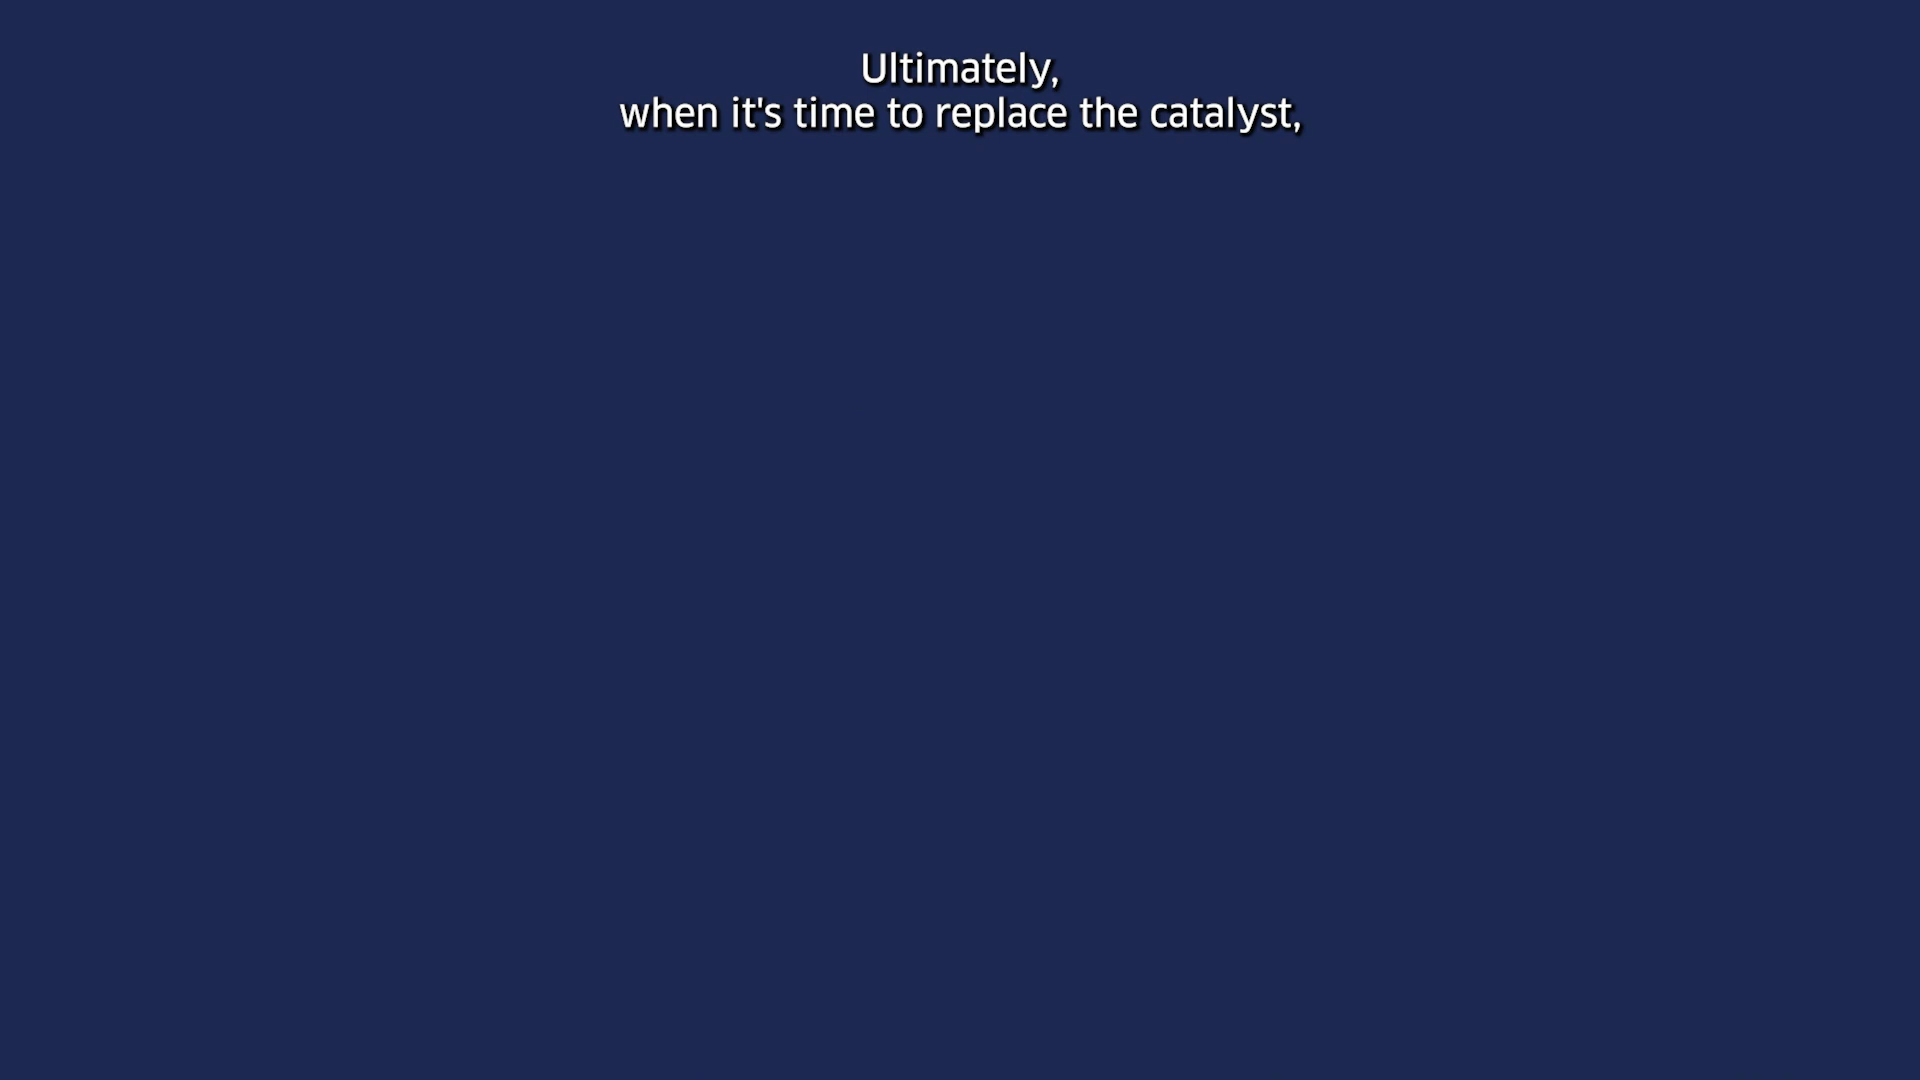 Ultimately,
when it's time to replace the catalyst,